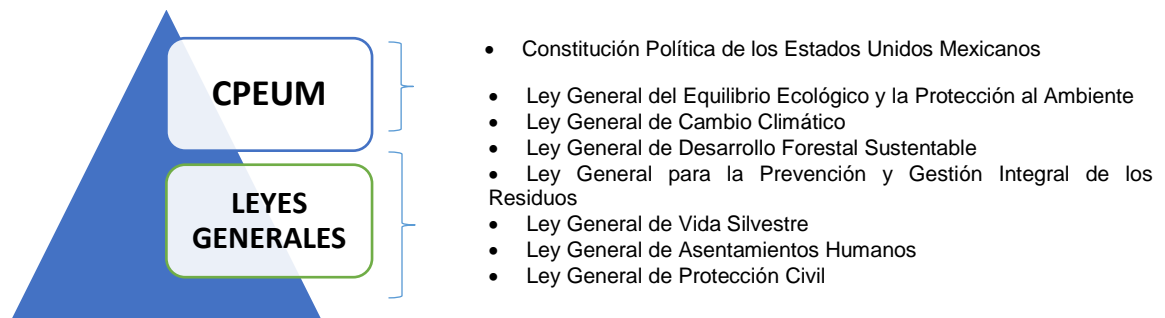 CPEUM
LEYES
GENERALES
• Constitución Política de los Estados Unidos Mexicanos
• Ley General del Equilibrio Ecológico y la Protección al Ambiente
• Ley General de Cambio Climático
• Ley General de Desarrollo Forestal Sustentable
• Ley General para la Prevención y Gestión Integral de los
Residuos
• Ley General de Vida Silvestre
• Ley General de Asentamientos Humanos
• Ley General de Protección Civil